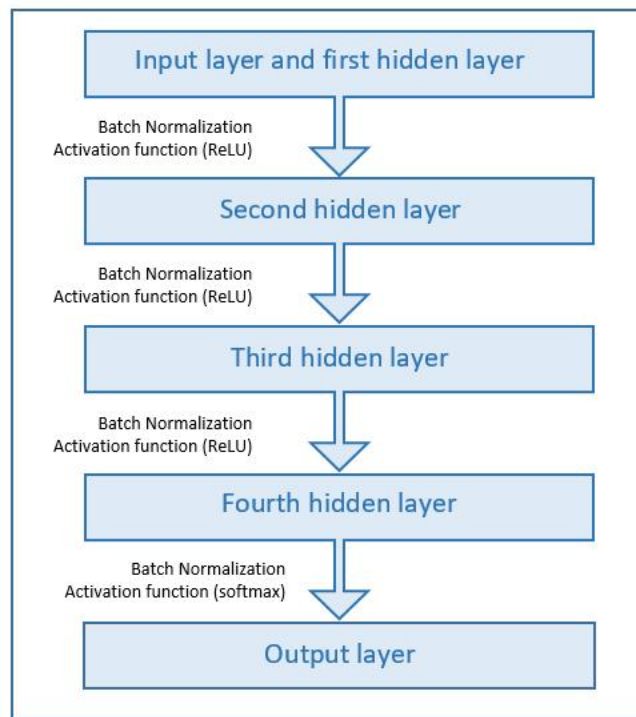 Input layer and first hidden layer
Batch Normalization
Activation function (ReLU)
Second hidden layer
Batch Normalization
Activation function (ReLU)
Third hidden layer
Batch Normalization
Activation function (ReLU)
Fourth hidden layer
Batch Normalization
Activation function (softmax)
Output layer